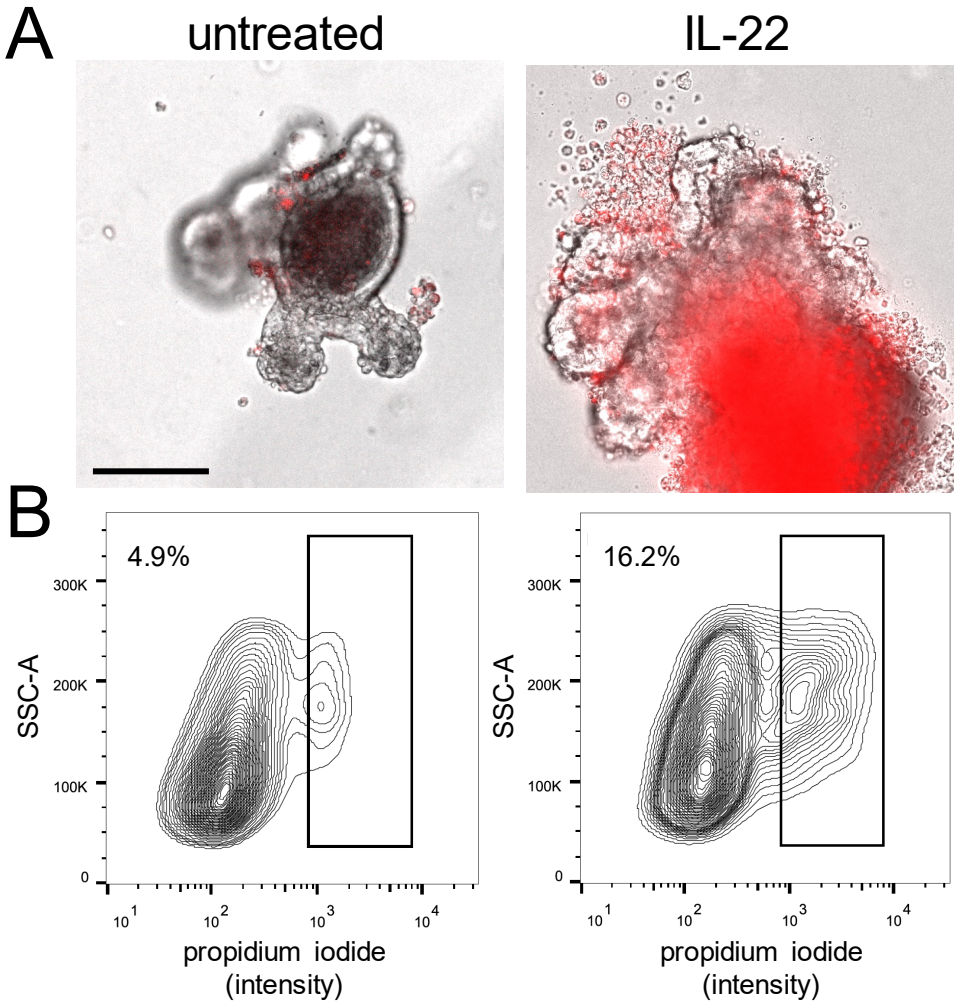 A
untreated
IL-22
B
4.9%
300K
200K
100K
0
SSC-A
10^1
10^2
10^3
10^4
propidium iodide
(intensity)
16.2%
300K
200K
100K
0
SSC-A
10^1
10^2
10^3
10^4
propidium iodide
(intensity)